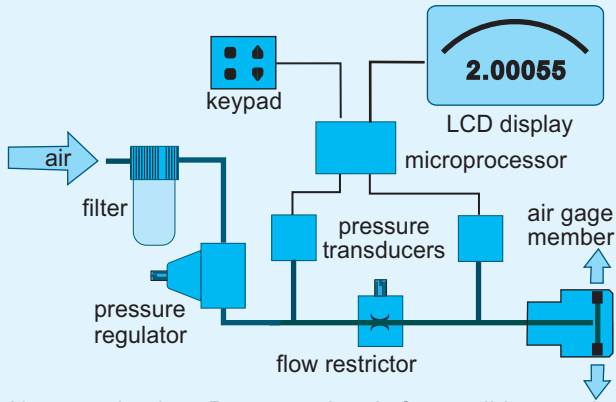 2.00055
keypad
LCD display
microprocessor
air
filter
pressure
transducers
air gage
member
pressure
regulator
flow restrictor